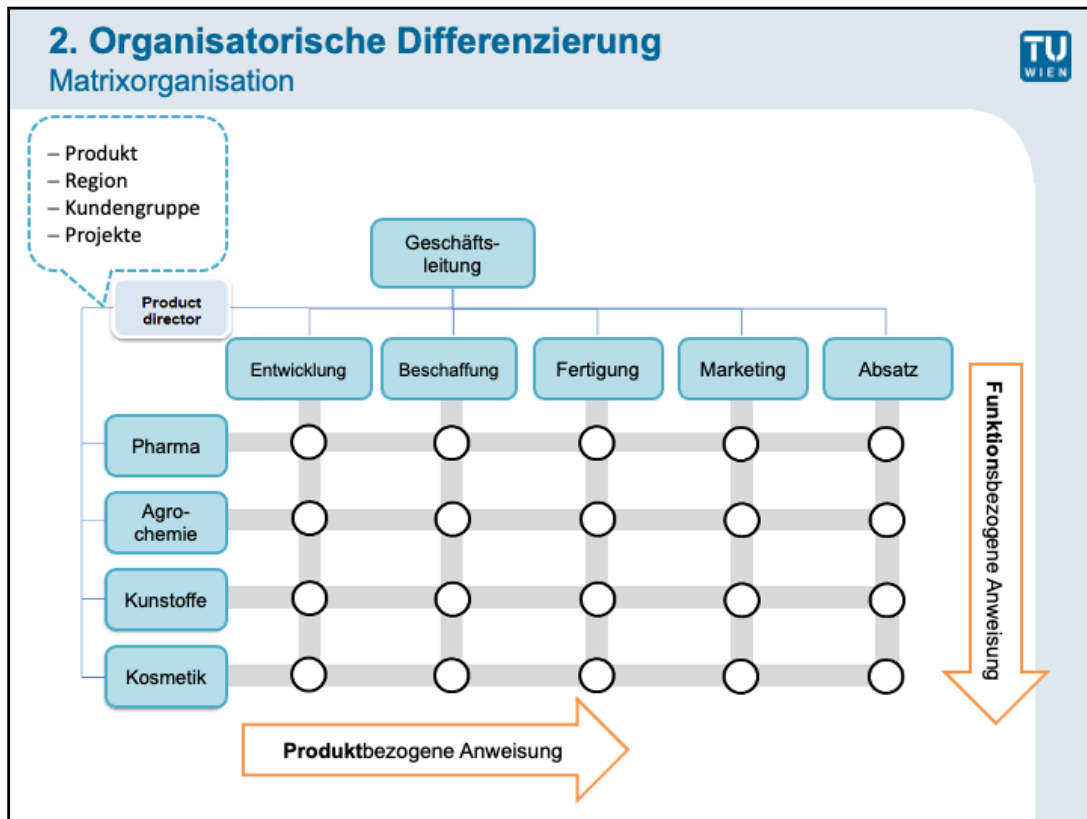 2. Organisatorische Differenzierung
Matrixorganisation
TU
WIEN
– Produkt
– Region
– Kundengruppe
– Projekte
Geschäfts-
leitung
Product
director
Entwicklung
Beschaffung
Fertigung
Marketing
Absatz
Pharma
Agro-
chemie
Kunstoffe
Kosmetik
Funktionsbezogene Anweisung
Produktbezogene Anweisung